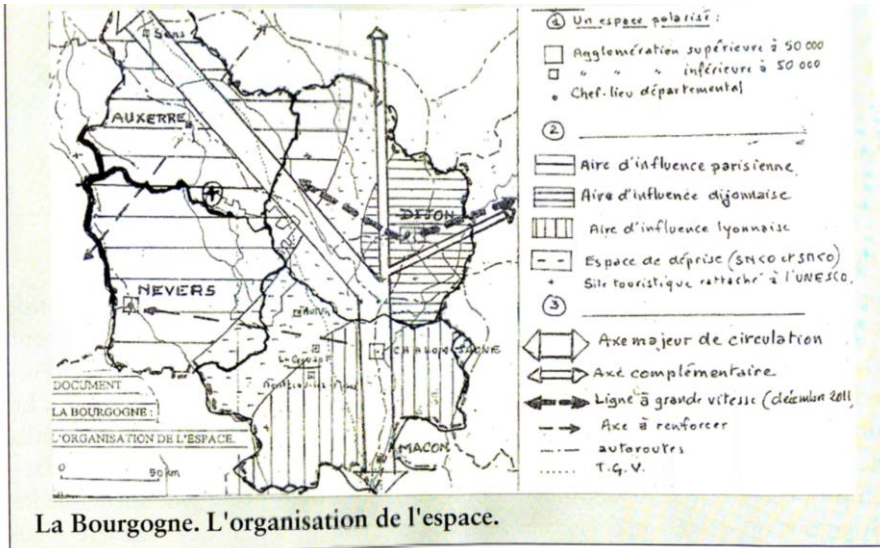 Sens
AUXERRE
DIJON
NEVERS
CHALON/SAÔNE
MACON
DOCUMENT
LA BOURGOGNE :
L'ORGANISATION DE L'ESPACE.
0 50 km
① Un espace polarisé :
Agglomération supérieure à 50 000
" " " inférieure à 50 000
Chef-lieu départemental
②
Aire d'influence parisienne
Aire d'influence dijonnaise
Aire d'influence lyonnaise
Espace de déprise
Site touristique rattaché à l'UNESCO.
③
Axe majeur de circulation
Axe complémentaire
Ligne à grande vitesse (décembre 2011)
Axe à renforcer
autoroutes
T.G.V.
La Bourgogne. L'organisation de l'espace.